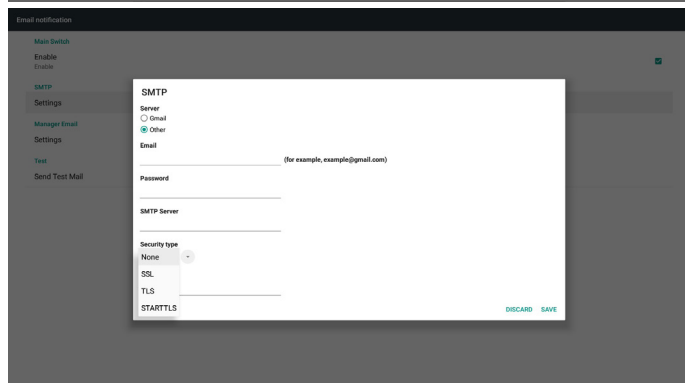 Email notification
Main Switch
Enable
Enable
SMTP
Settings
Manager Email
Settings
Test
Send Test Mail
SMTP
Server
Gmail
Other
Email
(for example, example@gmail.com)
Password
SMTP Server
Security type
None
SSL
TLS
STARTTLS
DISCARD SAVE